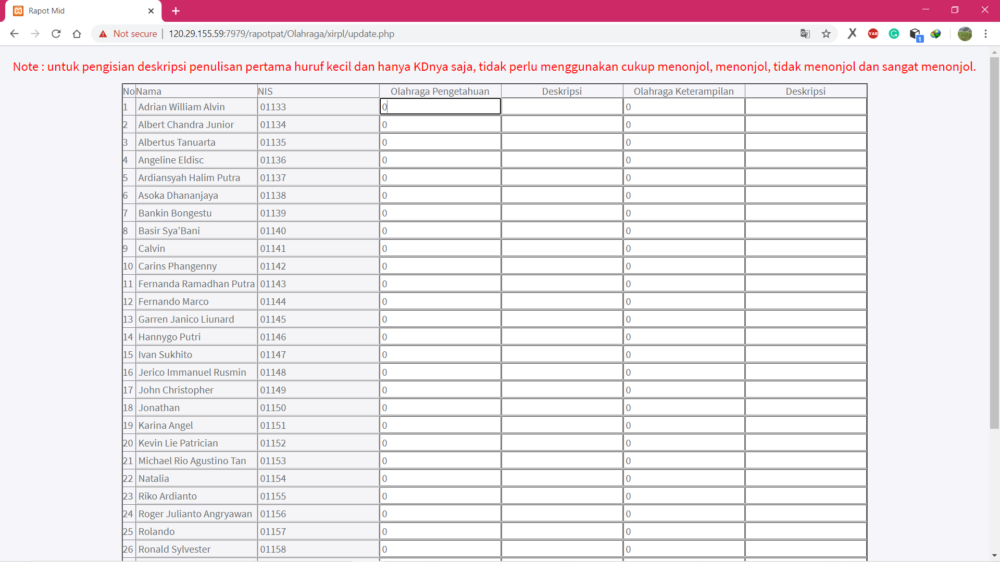 Rapot Mid
Not secure | 120.29.155.59:7979/rapotpat/Olahraga/xirpl/update.php
YAB
G
1
Note : untuk pengisian deskripsi penulisan pertama huruf kecil dan hanya KDnya saja, tidak perlu menggunakan cukup menonjol, menonjol, tidak menonjol dan sangat menonjol.
No Nama NIS Olahraga Pengetahuan Deskripsi Olahraga Keterampilan Deskripsi
1 Adrian William Alvin 01133 0 0
2 Albert Chandra Junior 01134 0 0
3 Albertus Tanuarta 01135 0 0
4 Angeline Eldisc 01136 0 0
5 Ardiansyah Halim Putra 01137 0 0
6 Asoka Dhananjaya 01138 0 0
7 Bankin Bongestu 01139 0 0
8 Basir Sya'Bani 01140 0 0
9 Calvin 01141 0 0
10 Carins Phangenny 01142 0 0
11 Fernanda Ramadhan Putra 01143 0 0
12 Fernando Marco 01144 0 0
13 Garren Janico Liunard 01145 0 0
14 Hannygo Putri 01146 0 0
15 Ivan Sukhito 01147 0 0
16 Jerico Immanuel Rusmin 01148 0 0
17 John Christopher 01149 0 0
18 Jonathan 01150 0 0
19 Karina Angel 01151 0 0
20 Kevin Lie Patrician 01152 0 0
21 Michael Rio Agustino Tan 01153 0 0
22 Natalia 01154 0 0
23 Riko Ardianto 01155 0 0
24 Roger Julianto Angryawan 01156 0 0
25 Rolando 01157 0 0
26 Ronald Sylvester 01158 0 0